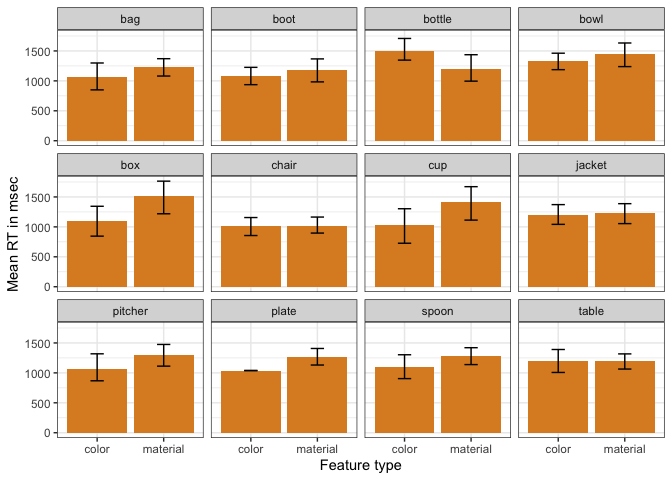 bag boot bottle bowl
1500
1000
500
0
box chair cup jacket
1500
1000
500
0
pitcher plate spoon table
1500
1000
500
0
color material color material color material color material
Feature type
Mean RT in msec